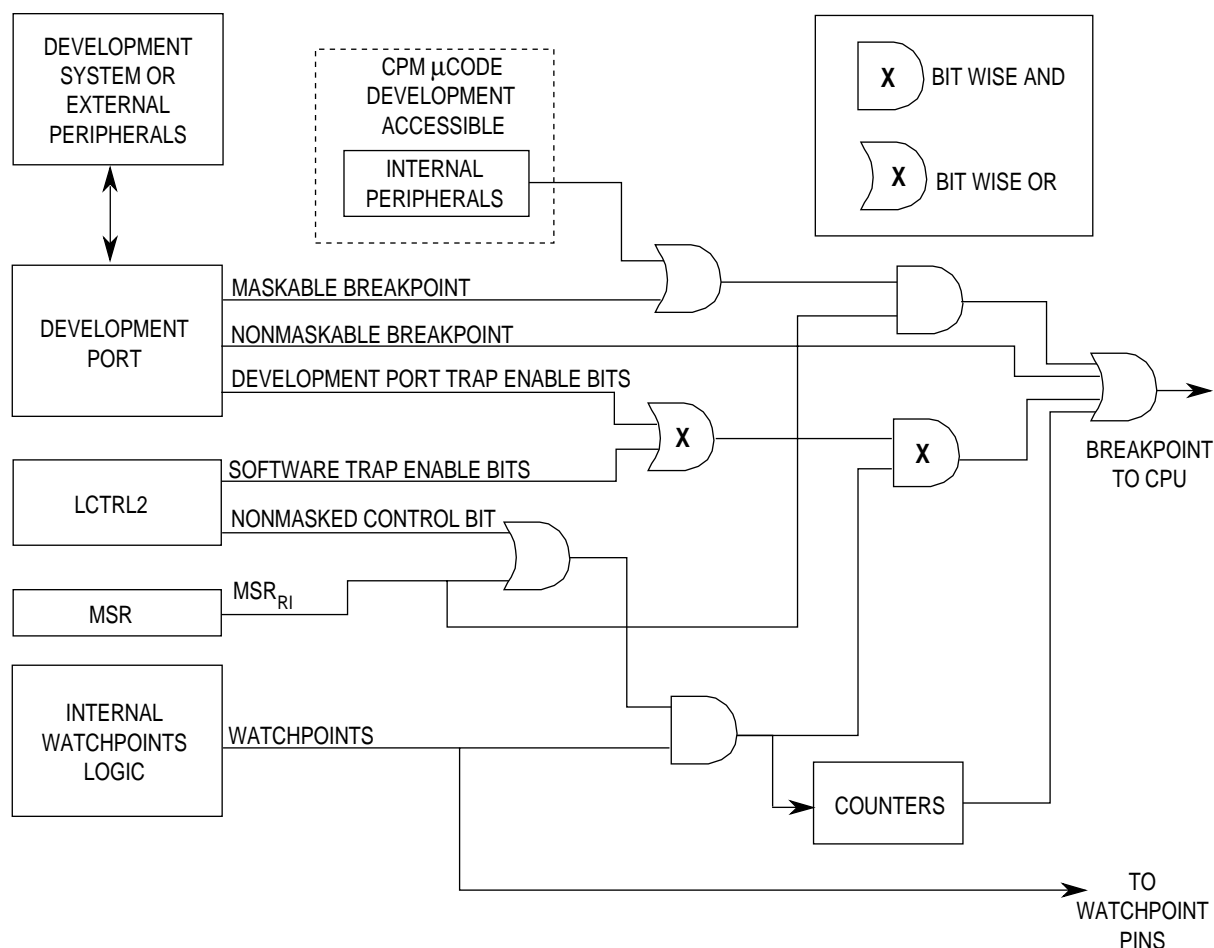 DEVELOPMENT
SYSTEM OR
EXTERNAL
PERIPHERALS
CPM μCODE
DEVELOPMENT
ACCESSIBLE
INTERNAL
PERIPHERALS
X BIT WISE AND
X BIT WISE OR
DEVELOPMENT
PORT
MASKABLE BREAKPOINT
NONMASKABLE BREAKPOINT
DEVELOPMENT PORT TRAP ENABLE BITS
X
X
BREAKPOINT
TO CPU
LCTRL2
SOFTWARE TRAP ENABLE BITS
NONMASKED CONTROL BIT
MSR
MSRRI
INTERNAL
WATCHPOINTS
LOGIC
WATCHPOINTS
COUNTERS
TO
WATCHPOINT
PINS